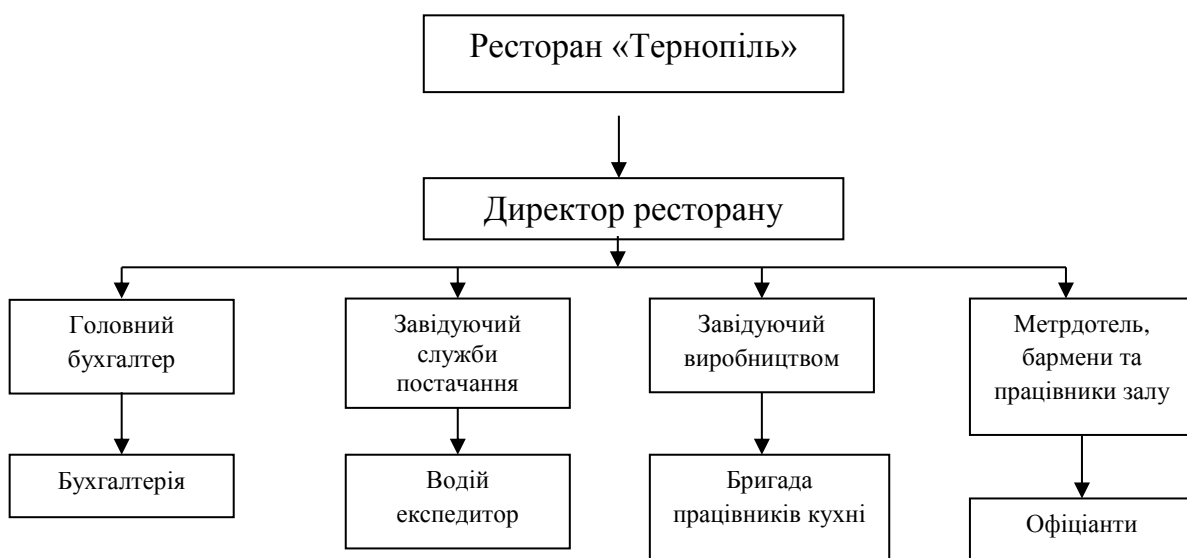 Ресторан «Тернопіль»
Директор ресторану
Головний
бухгалтер
Завідуючий
служби
постачання
Завідуючий
виробництвом
Метрдотель,
бармени та
працівники залу
Бухгалтерія
Водій
експедитор
Бригада
працівників кухні
Офіціанти